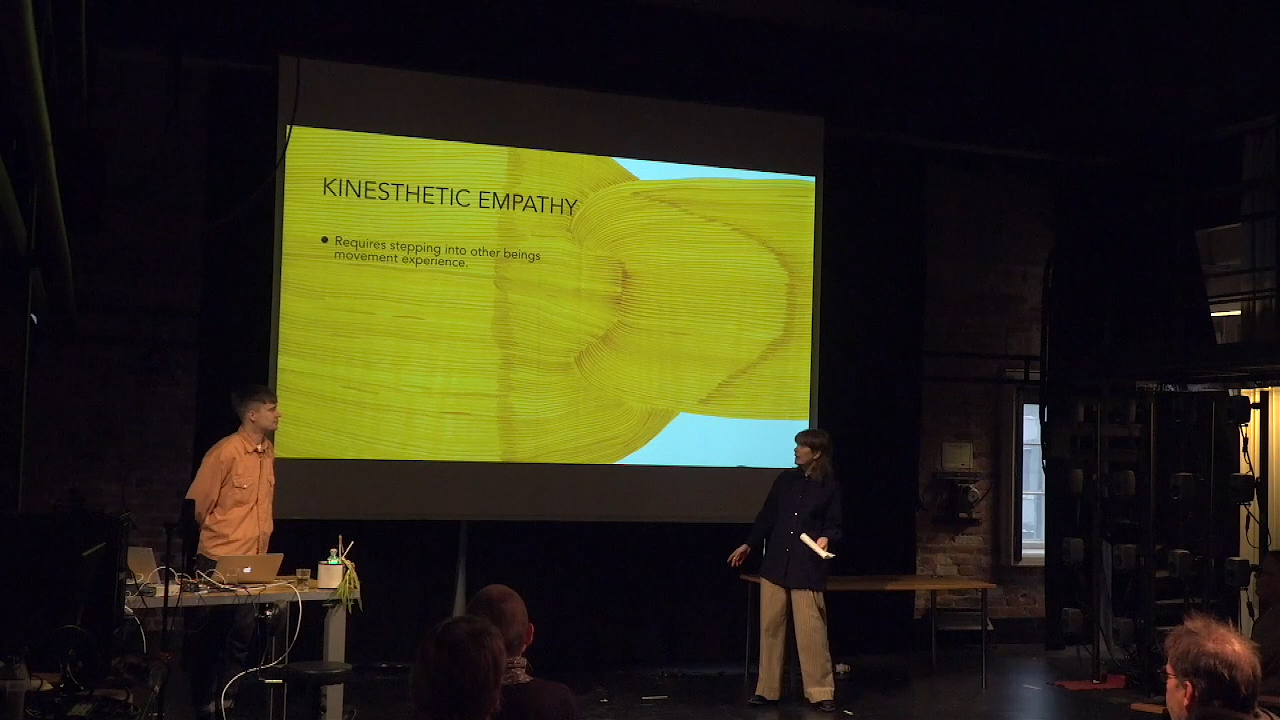 KINESTHETIC EMPATHY
● Requires stepping into other beings
movement experience.